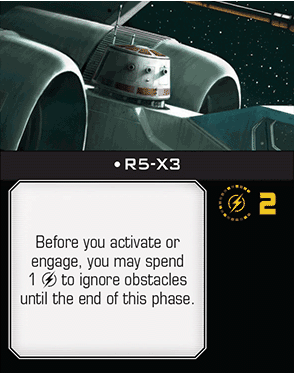 • R5-X3
2
Before you activate or
engage, you may spend
1 to ignore obstacles
until the end of this phase.